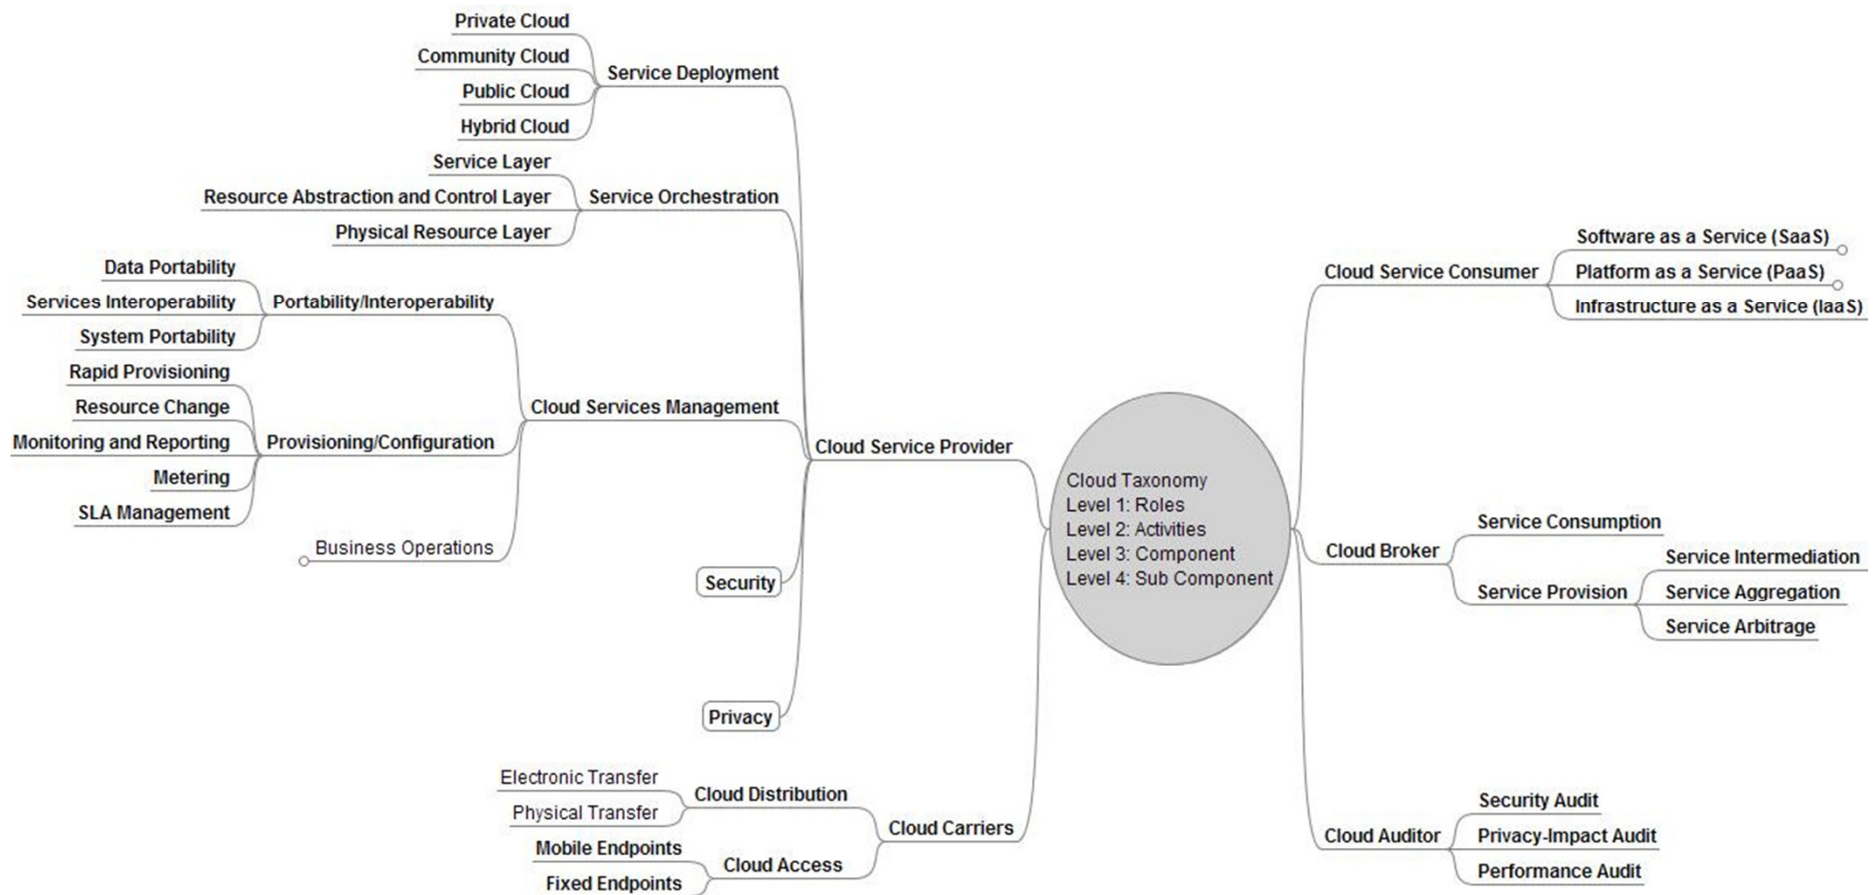 Private Cloud
Community Cloud
Public Cloud
Hybrid Cloud
Service Deployment
Service Layer
Resource Abstraction and Control Layer
Physical Resource Layer
Service Orchestration
Data Portability
Services Interoperability
System Portability
Portability/Interoperability
Rapid Provisioning
Resource Change
Monitoring and Reporting
Metering
SLA Management
Provisioning/Configuration
Business Operations
Cloud Services Management
Security
Privacy
Cloud Service Provider
Electronic Transfer
Physical Transfer
Cloud Distribution
Mobile Endpoints
Fixed Endpoints
Cloud Access
Cloud Carriers
Cloud Taxonomy
Level 1: Roles
Level 2: Activities
Level 3: Component
Level 4: Sub Component
Cloud Service Consumer
Software as a Service (SaaS)
Platform as a Service (PaaS)
Infrastructure as a Service (IaaS)
Cloud Broker
Service Consumption
Service Provision
Service Intermediation
Service Aggregation
Service Arbitrage
Cloud Auditor
Security Audit
Privacy-Impact Audit
Performance Audit